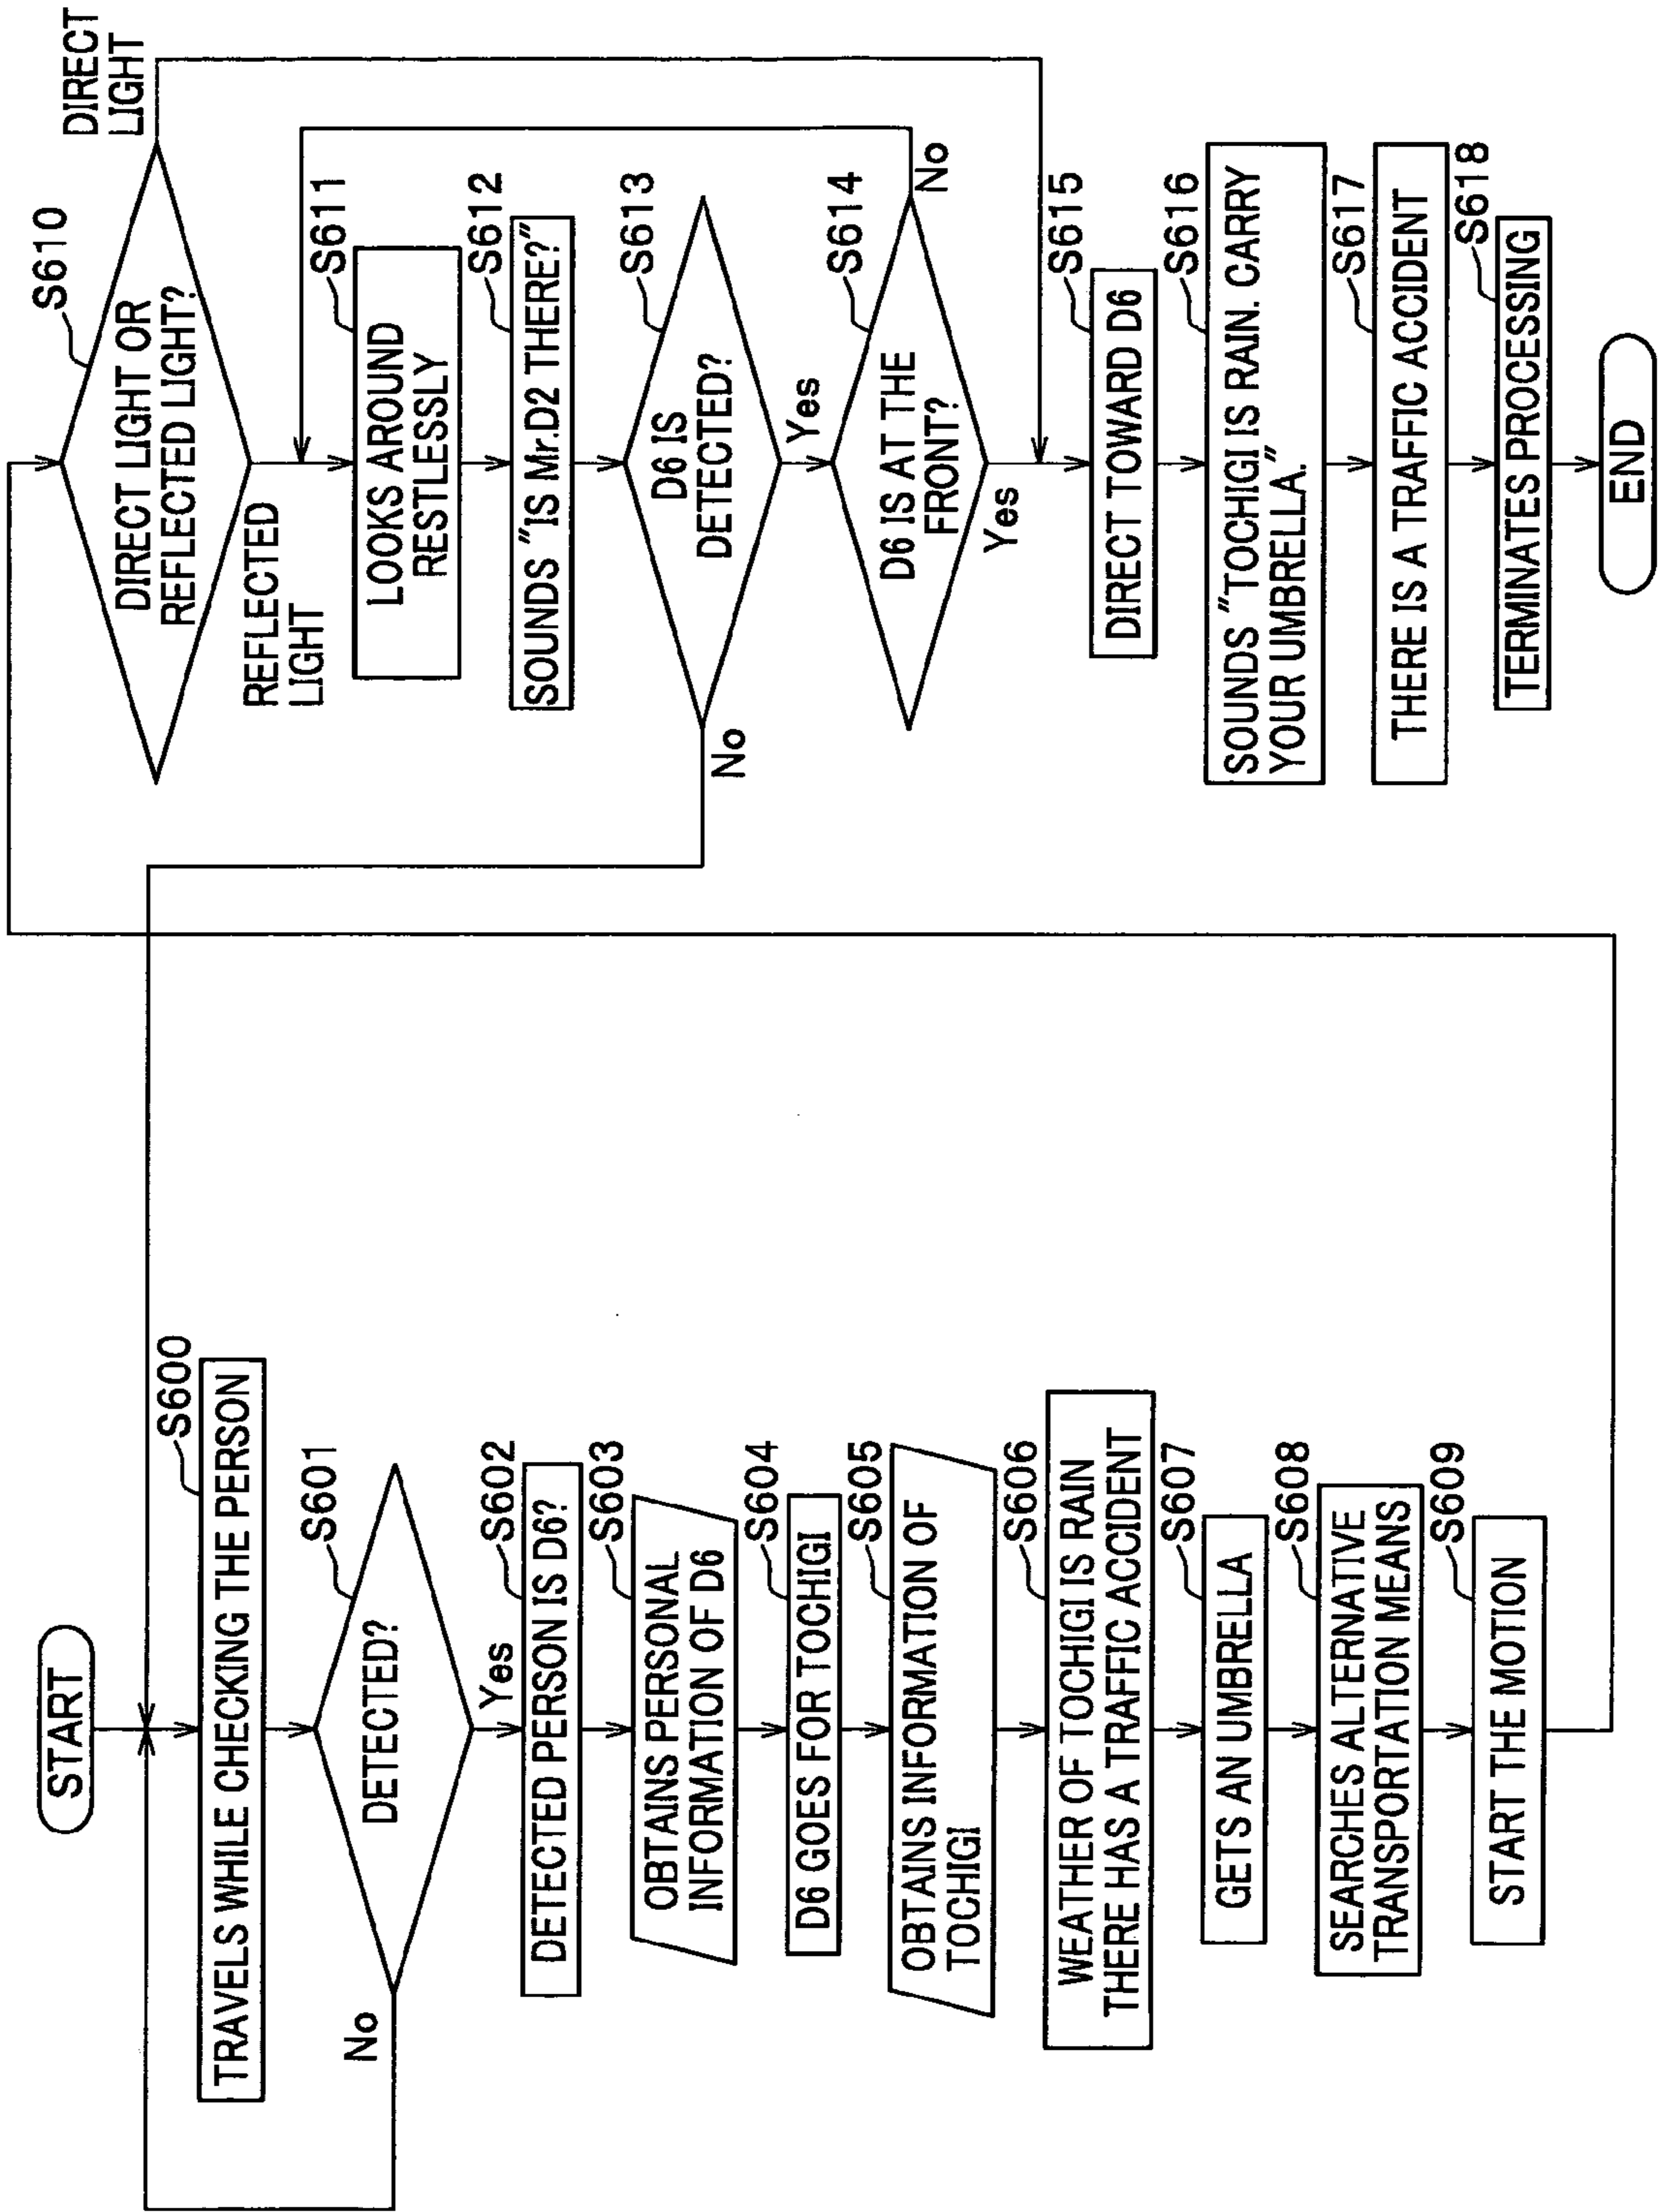 START
S600
TRAVELS WHILE CHECKING THE PERSON
S601
DETECTED?
No
Yes
S602
DETECTED PERSON IS D6?
S603
OBTAINS PERSONAL
INFORMATION OF D6
S604
D6 GOES FOR TOCHIGI
S605
OBTAINS INFORMATION OF
TOCHIGI
S606
WEATHER OF TOCHIGI IS RAIN
THERE HAS A TRAFFIC ACCIDENT
S607
GETS AN UMBRELLA
S608
SEARCHES ALTERNATIVE
TRANSPORTATION MEANS
S609
START THE MOTION
S610
DIRECT LIGHT OR
REFLECTED LIGHT?
DIRECT
LIGHT
REFLECTED
LIGHT
S611
LOOKS AROUND
RESTLESSLY
S612
SOUNDS "IS Mr.D2 THERE?"
S613
D6 IS
DETECTED?
No
Yes
S614
D6 IS AT THE
FRONT?
No
Yes
S615
DIRECT TOWARD D6
S616
SOUNDS "TOCHIGI IS RAIN. CARRY
YOUR UMBRELLA."
S617
THERE IS A TRAFFIC ACCIDENT
S618
TERMINATES PROCESSING
END